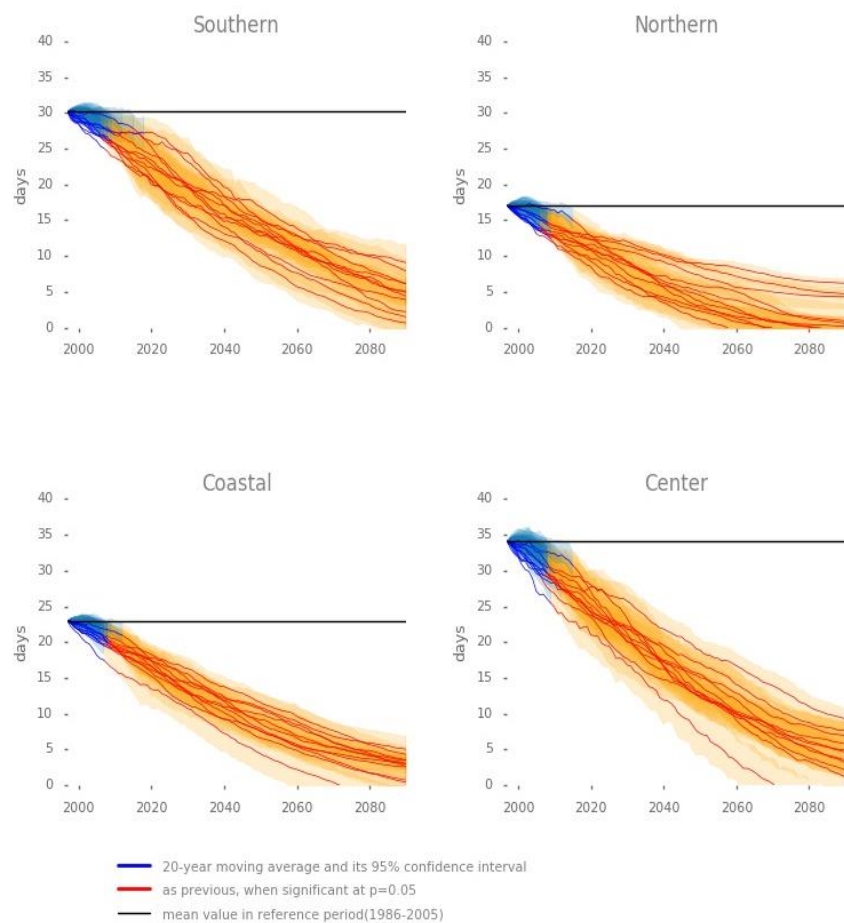 Southern
40
35
30
25
20
15
10
5
0
days
2000 2020 2040 2060 2080
Northern
40
35
30
25
20
15
10
5
0
days
2000 2020 2040 2060 2080
Coastal
40
35
30
25
20
15
10
5
0
days
2000 2020 2040 2060 2080
Center
40
35
30
25
20
15
10
5
0
days
2000 2020 2040 2060 2080
20-year moving average and its 95% confidence interval
as previous, when significant at p=0.05
mean value in reference period(1986-2005)